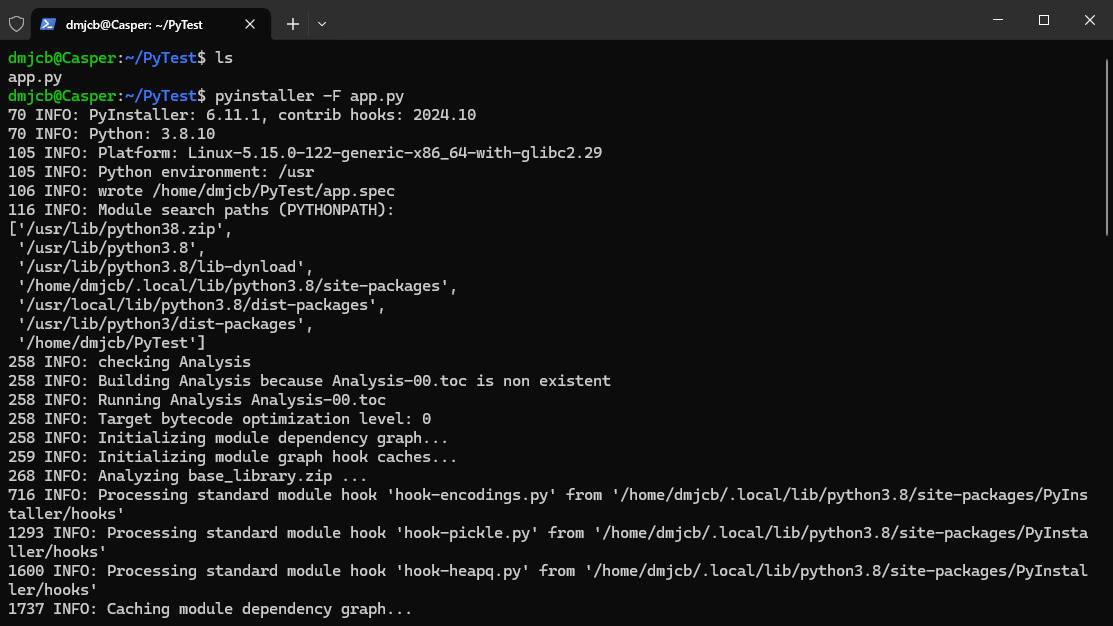 dmjcb@Casper: ~/PyTest
dmjcb@Casper:~/PyTest$ ls
app.py
dmjcb@Casper:~/PyTest$ pyinstaller -F app.py
70 INFO: PyInstaller: 6.11.1, contrib hooks: 2024.10
70 INFO: Python: 3.8.10
105 INFO: Platform: Linux-5.15.0-122-generic-x86_64-with-glibc2.29
105 INFO: Python environment: /usr
106 INFO: wrote /home/dmjcb/PyTest/app.spec
116 INFO: Module search paths (PYTHONPATH):
['/usr/lib/python38.zip',
 '/usr/lib/python3.8',
 '/usr/lib/python3.8/lib-dynload',
 '/home/dmjcb/.local/lib/python3.8/site-packages',
 '/usr/local/lib/python3.8/dist-packages',
 '/usr/lib/python3/dist-packages',
 '/home/dmjcb/PyTest']
258 INFO: checking Analysis
258 INFO: Building Analysis because Analysis-00.toc is non existent
258 INFO: Running Analysis Analysis-00.toc
258 INFO: Target bytecode optimization level: 0
258 INFO: Initializing module dependency graph...
259 INFO: Initializing module graph hook caches...
268 INFO: Analyzing base_library.zip ...
716 INFO: Processing standard module hook 'hook-encodings.py' from '/home/dmjcb/.local/lib/python3.8/site-packages/PyIns
taller/hooks'
1293 INFO: Processing standard module hook 'hook-pickle.py' from '/home/dmjcb/.local/lib/python3.8/site-packages/PyInsta
ller/hooks'
1600 INFO: Processing standard module hook 'hook-heapq.py' from '/home/dmjcb/.local/lib/python3.8/site-packages/PyInstal
ler/hooks'
1737 INFO: Caching module dependency graph...